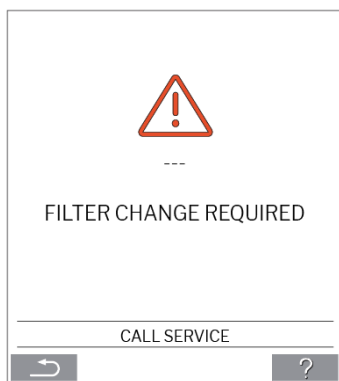 !
---
FILTER CHANGE REQUIRED
CALL SERVICE
?